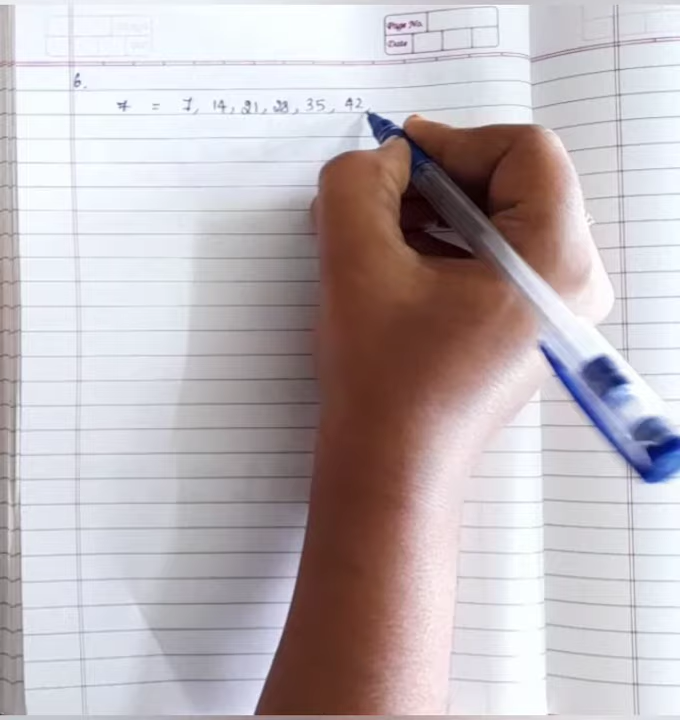 Page No.
Date
6.
7 = 7, 14, 21, 28, 35, 42,